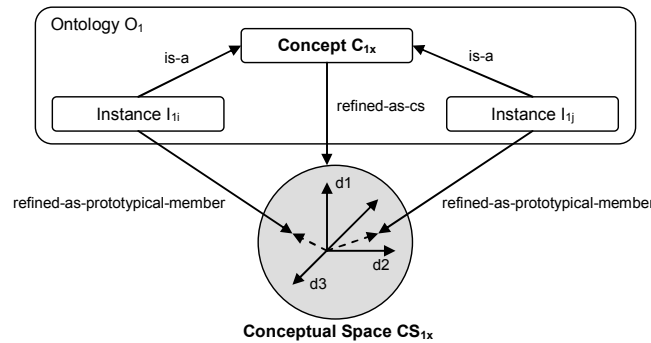 Ontology O₁
Concept C₁ₓ
is-a
is-a
Instance I₁ᵢ
refined-as-cs
Instance I₁ⱼ
refined-as-prototypical-member
d1
refined-as-prototypical-member
d2
d3
Conceptual Space CS₁ₓ